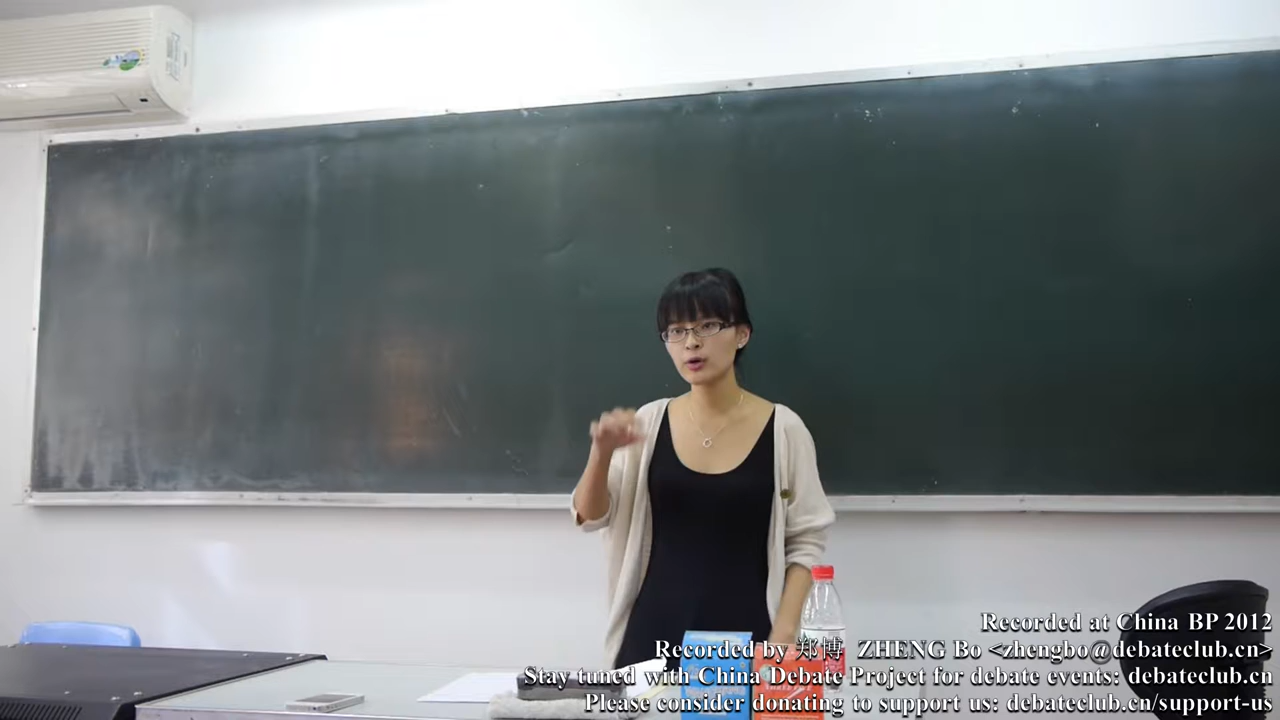 Recorded at China BP 2012
Recorded by 郑博 ZHENG Bo <zhengbo@debateclub.cn>
Stay tuned with China Debate Project for debate events: debateclub.cn
Please consider donating to support us: debateclub.cn/support-us